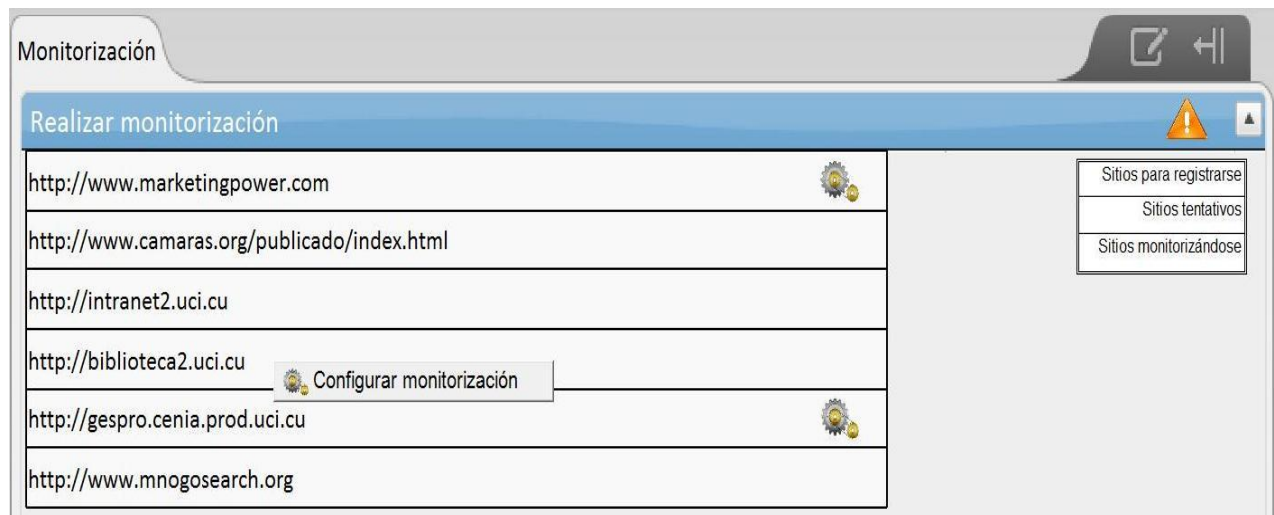 Monitorización
Realizar monitorización
http://www.marketingpower.com
http://www.camaras.org/publicado/index.html
http://intranet2.uci.cu
http://biblioteca2.uci.cu
Configurar monitorización
http://gespro.cenia.prod.uci.cu
http://www.mnogosearch.org
Sitios para registrarse
Sitios tentativos
Sitios monitorizándose